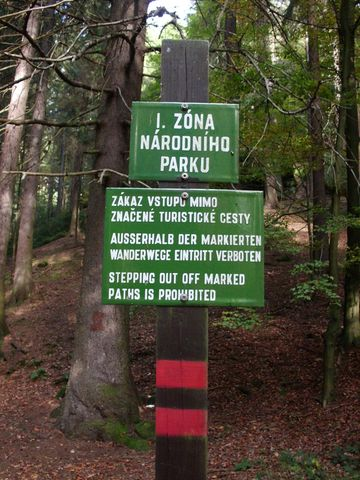 I. ZÓNA
NÁRODNÍHO
PARKU
ZÁKAZ VSTUPU MIMO
ZNAČENÉ TURISTICKÉ CESTY
AUSSERHALB DER MARKIERTEN
WANDERWEGE EINTRITT VERBOTEN
STEPPING OUT OFF MARKED
PATHS IS PROHIBITED